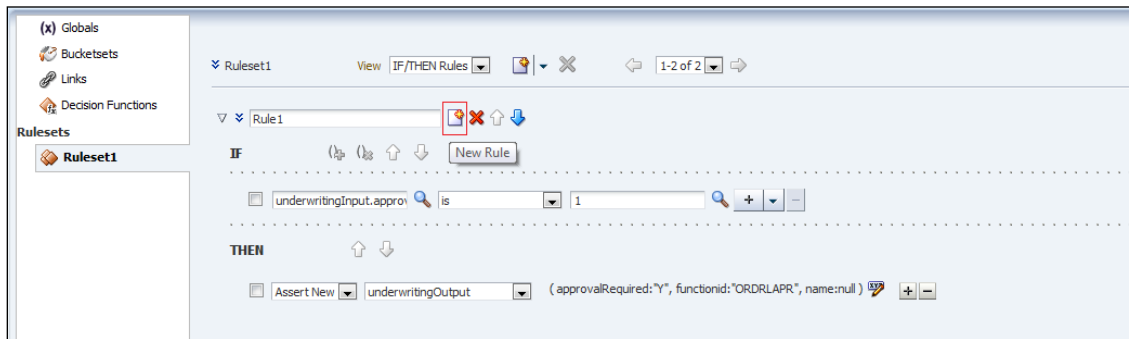 (x) Globals
Bucketsets
Links
Decision Functions
Rulesets
Ruleset1
Ruleset1 View IF/THEN Rules 1-2 of 2
Rule1
IF New Rule
underwritingInput.approv is 1
THEN
Assert New underwritingOutput ( approvalRequired:"Y", functionid:"ORDRLAPR", name:null )